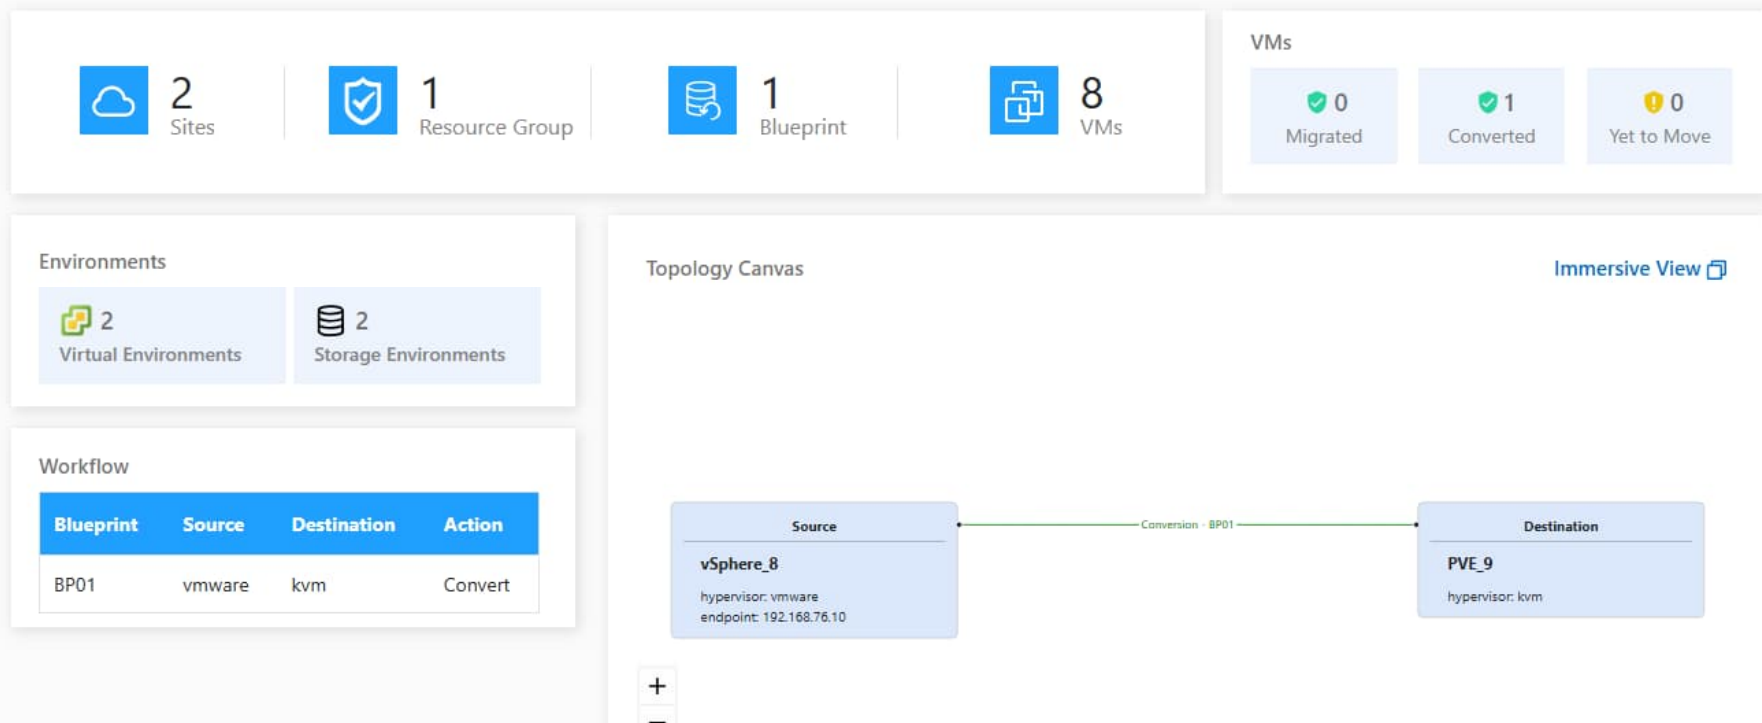 2
Sites
1
Resource Group
1
Blueprint
8
VMs
VMs
0
Migrated
1
Converted
0
Yet to Move
Environments
2
Virtual Environments
2
Storage Environments
Workflow
Blueprint Source Destination Action
BP01 vmware kvm Convert
Topology Canvas
Immersive View
Source
vSphere_8
hypervisor: vmware
endpoint: 192.168.76.10
Conversion - BP01
Destination
PVE_9
hypervisor: kvm
+